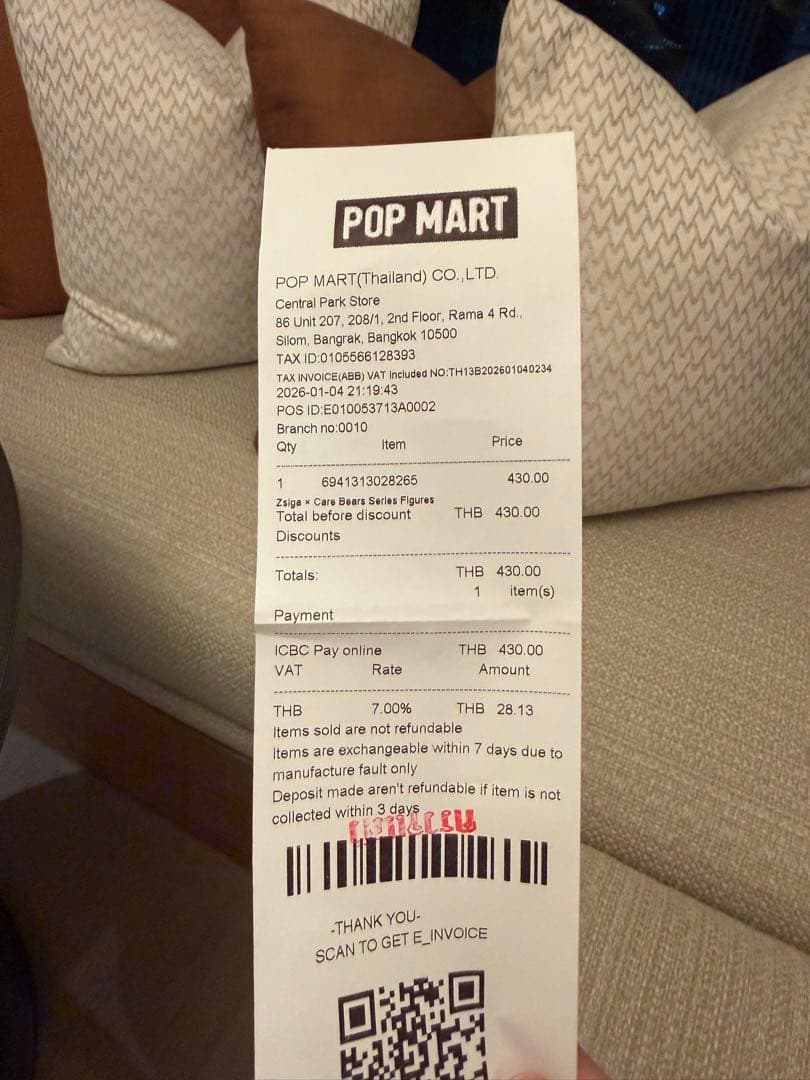 POP MART
POP MART(Thailand) CO.,LTD.
Central Park Store
86 Unit 207, 208/1, 2nd Floor, Rama 4 Rd.,
Silom, Bangrak, Bangkok 10500
TAX ID:0105566128393
TAX INVOICE(ABB) VAT Included NO:TH13B202601040234
2026-01-04 21:19:43
POS ID:E010053713A0002
Branch no:0010
Qty Item Price
1 6941313028265 430.00
Zsiga × Care Bears Series Figures
Total before discount THB 430.00
Discounts
Totals: THB 430.00
1 item(s)
Payment
ICBC Pay online THB 430.00
VAT Rate Amount
THB 7.00% THB 28.13
Items sold are not refundable
Items are exchangeable within 7 days due to
manufacture fault only
Deposit made aren't refundable if item is not
collected within 3 days
-THANK YOU-
SCAN TO GET E_INVOICE